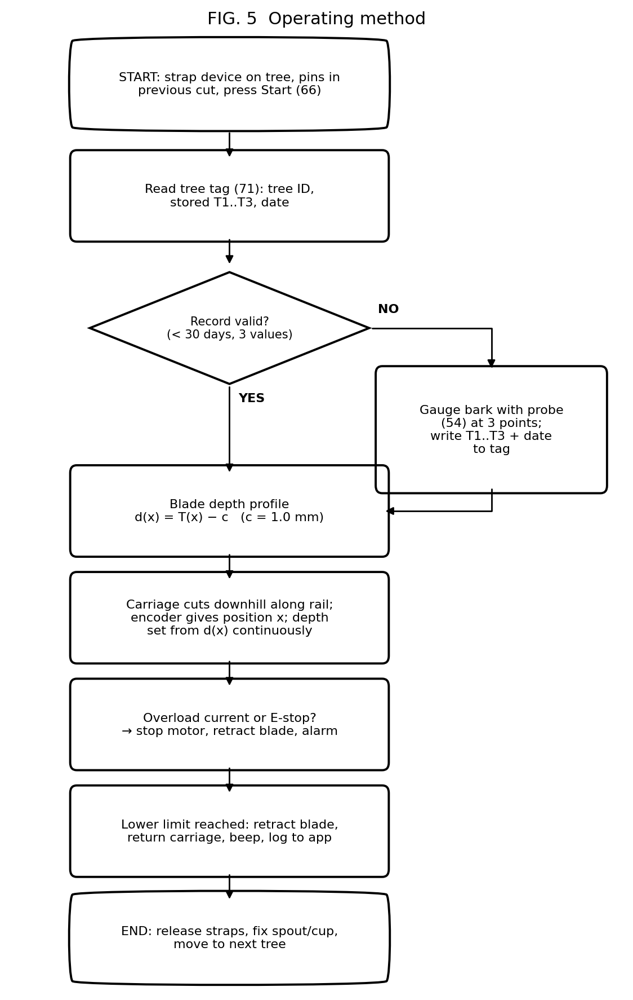 FIG. 5  Operating method
START: strap device on tree, pins in
previous cut, press Start (66)
Read tree tag (71): tree ID,
stored T1..T3, date
Record valid?
(< 30 days, 3 values)
NO
YES
Gauge bark with probe
(54) at 3 points;
write T1..T3 + date
to tag
Blade depth profile
d(x) = T(x) − c   (c = 1.0 mm)
Carriage cuts downhill along rail;
encoder gives position x; depth
set from d(x) continuously
Overload current or E-stop?
→ stop motor, retract blade, alarm
Lower limit reached: retract blade,
return carriage, beep, log to app
END: release straps, fix spout/cup,
move to next tree